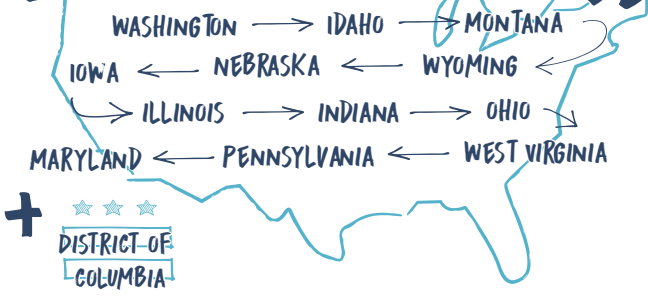 WASHINGTON → IDAHO → MONTANA
IOWA ← NEBRASKA ← WYOMING
ILLINOIS → INDIANA → OHIO
MARYLAND ← PENNSYLVANIA ← WEST VIRGINIA
+
DISTRICT OF
COLUMBIA